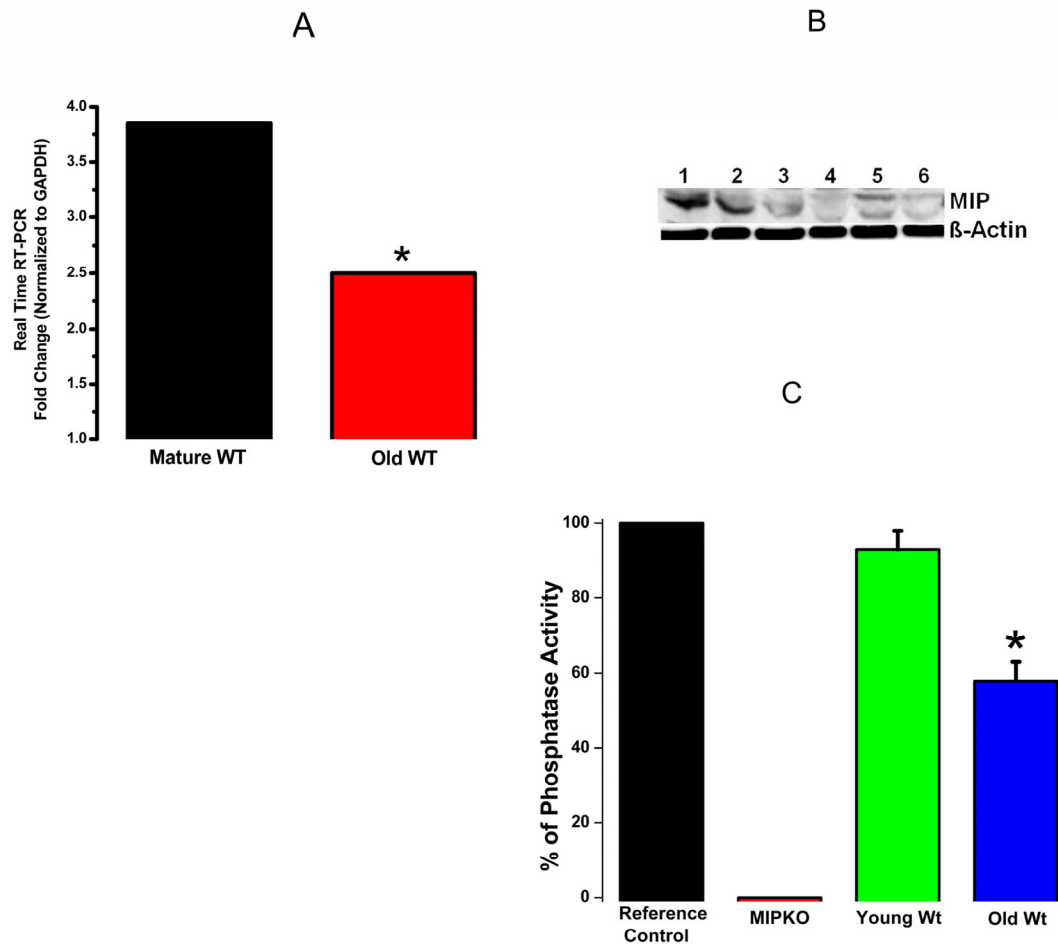 A
Real Time RT-PCR
Fold Change (Normalized to GAPDH)
4.0
3.5
3.0
2.5
2.0
1.5
1.0
*
Mature WT
Old WT
B
1 2 3 4 5 6
MIP
ß-Actin
C
% of Phosphatase Activity
100
80
60
40
20
0
*
Reference
Control
MIPKO
Young Wt
Old Wt